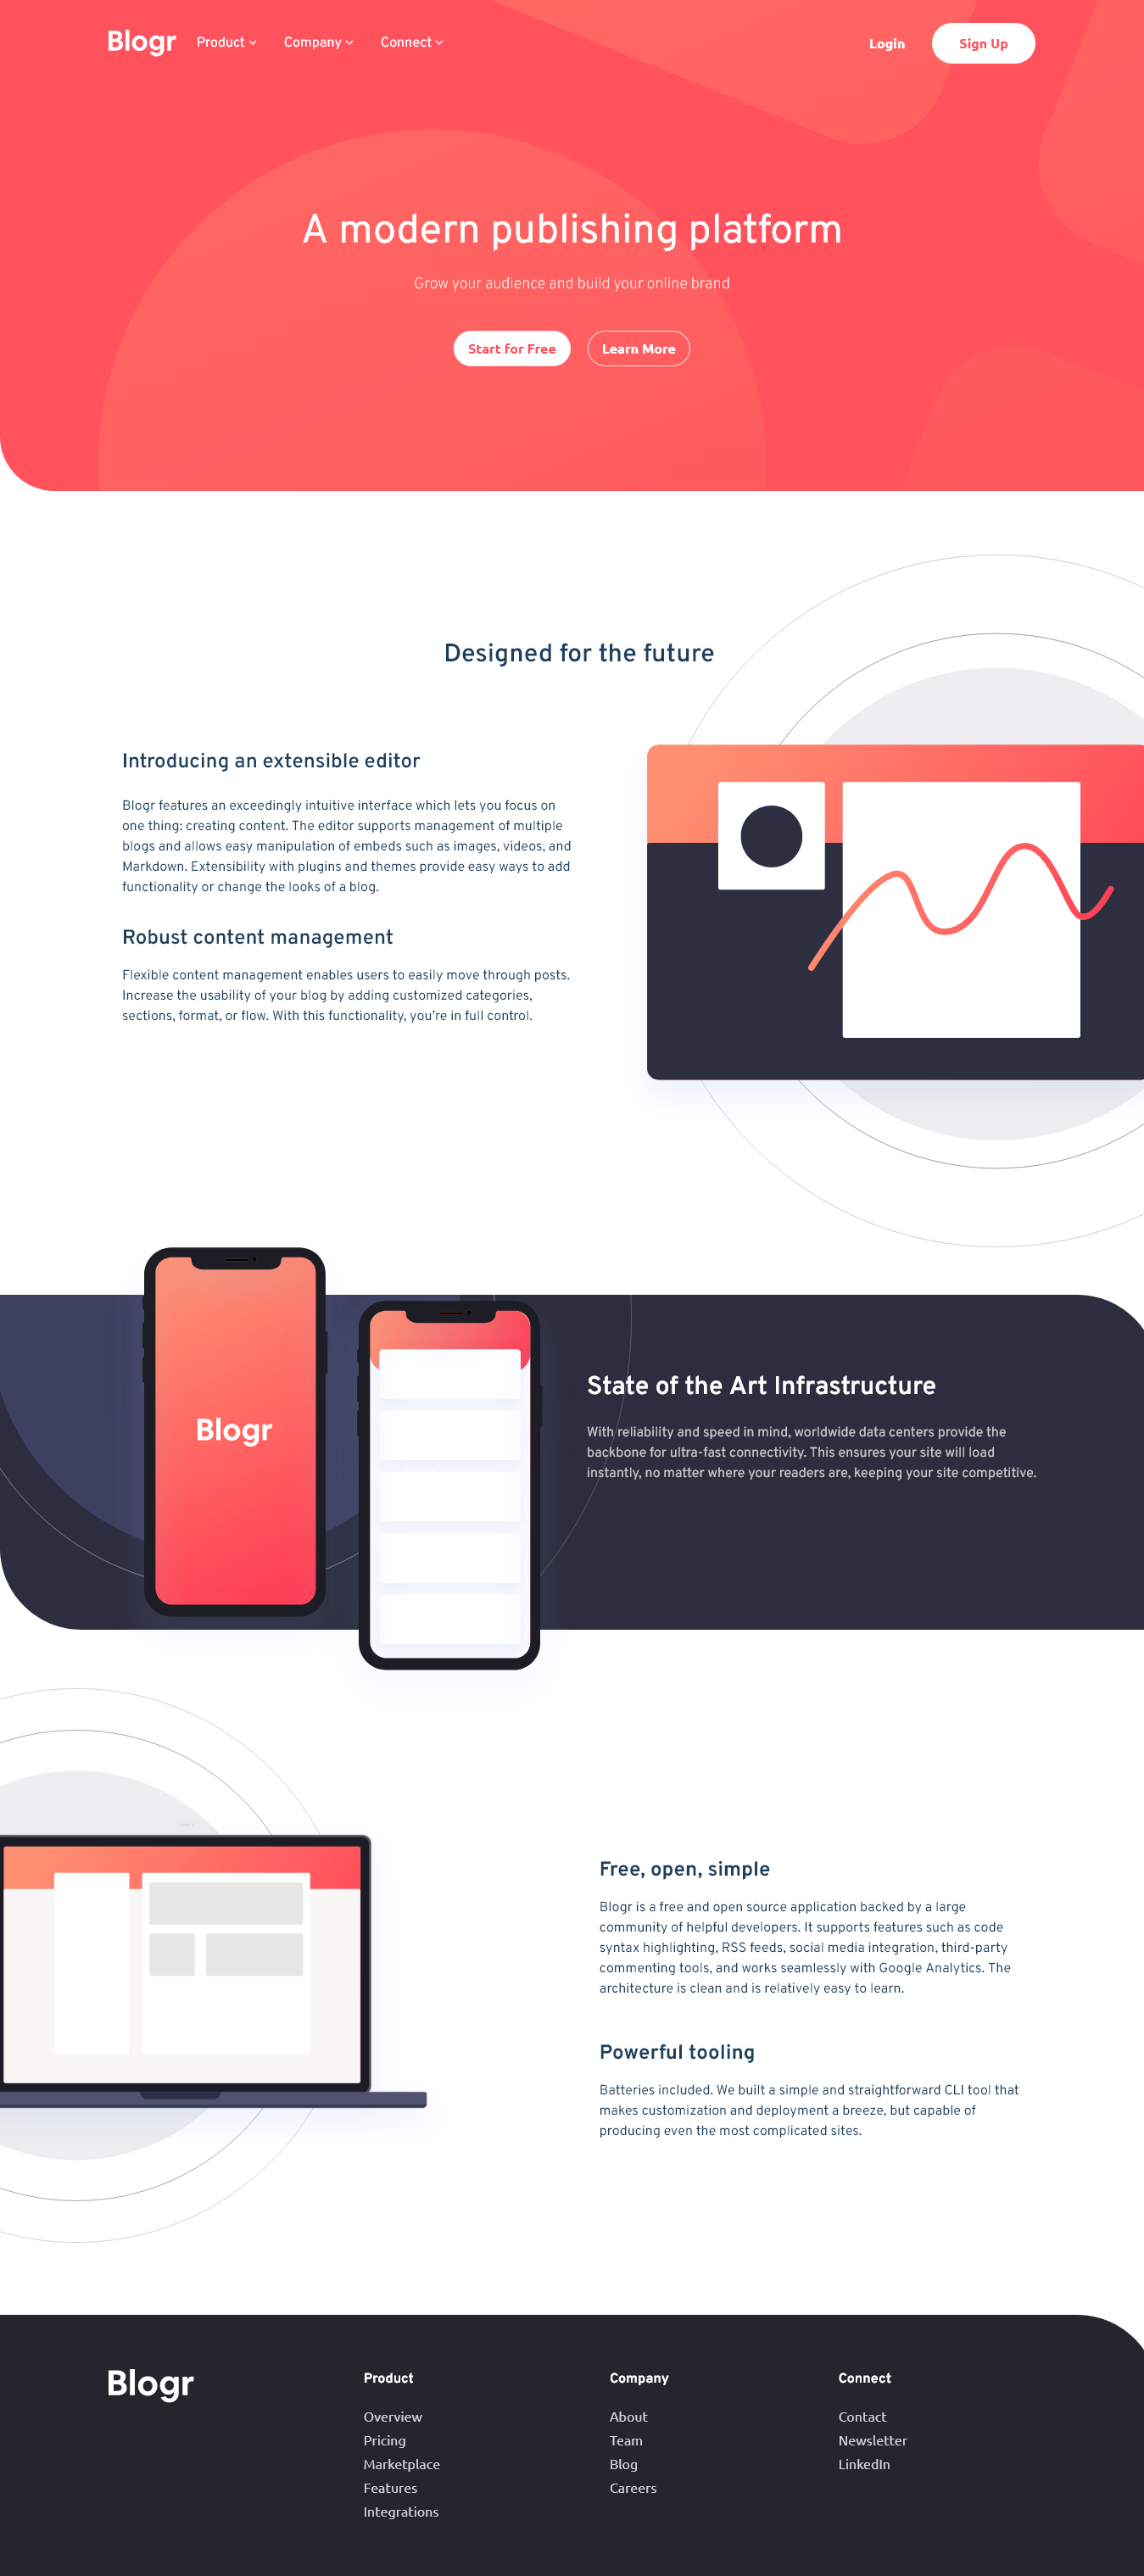 Blogr
Product
Company
Connect
Login
Sign Up
A modern publishing platform
Grow your audience and build your online brand
Start for Free
Learn More
Designed for the future
Introducing an extensible editor
Blogr features an exceedingly intuitive interface which lets you focus on
one thing: creating content. The editor supports management of multiple
blogs and allows easy manipulation of embeds such as images, videos, and
Markdown. Extensibility with plugins and themes provide easy ways to add
functionality or change the looks of a blog.
Robust content management
Flexible content management enables users to easily move through posts.
Increase the usability of your blog by adding customized categories,
sections, format, or flow. With this functionality, you're in full control.
Blogr
State of the Art Infrastructure
With reliability and speed in mind, worldwide data centers provide the
backbone for ultra-fast connectivity. This ensures your site will load
instantly, no matter where your readers are, keeping your site competitive.
Free, open, simple
Blogr is a free and open source application backed by a large
community of helpful developers. It supports features such as code
syntax highlighting, RSS feeds, social media integration, third-party
commenting tools, and works seamlessly with Google Analytics. The
architecture is clean and is relatively easy to learn.
Powerful tooling
Batteries included. We built a simple and straightforward CLI tool that
makes customization and deployment a breeze, but capable of
producing even the most complicated sites.
Blogr
Product
Overview
Pricing
Marketplace
Features
Integrations
Company
About
Team
Blog
Careers
Connect
Contact
Newsletter
LinkedIn